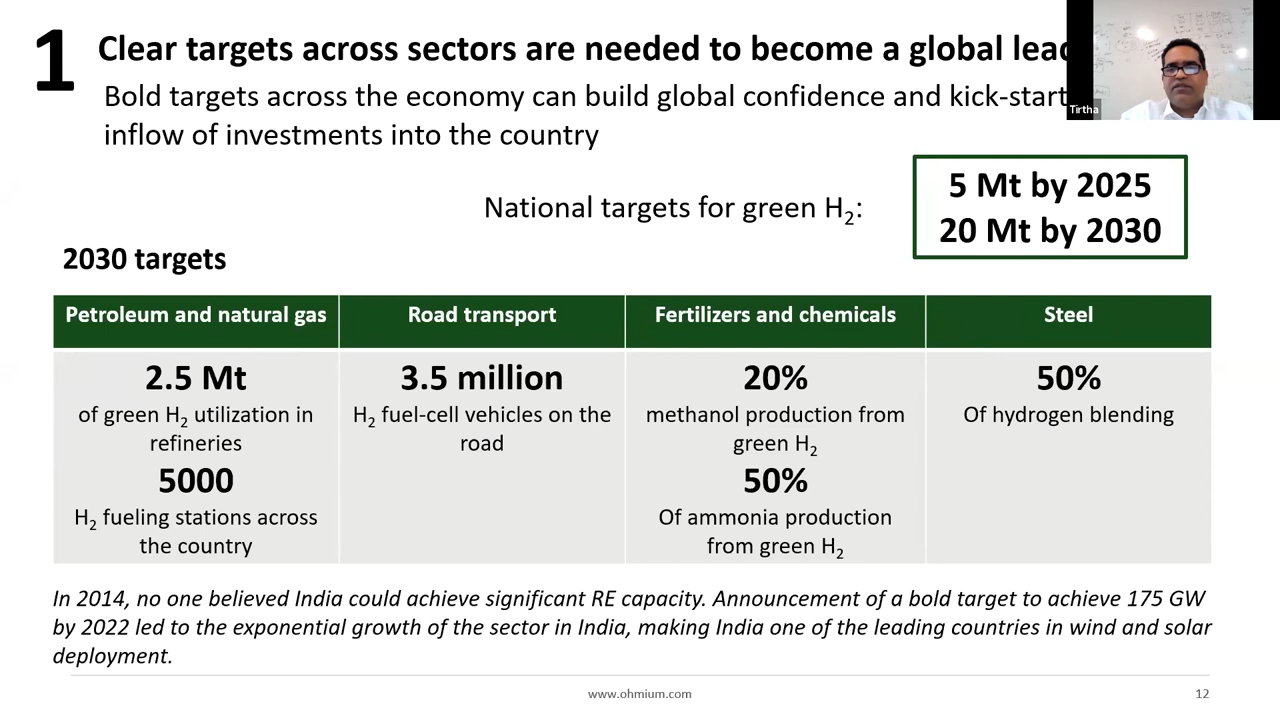 1
Clear targets across sectors are needed to become a global
Bold targets across the economy can build global confidence and kick-start
inflow of investments into the country
Tirtha
National targets for green H₂:
5 Mt by 2025
20 Mt by 2030
2030 targets
Petroleum and natural gas
Road transport
Fertilizers and chemicals
Steel
2.5 Mt
of green H₂ utilization in
refineries
5000
H₂ fueling stations across
the country
3.5 million
H₂ fuel-cell vehicles on the
road
20%
methanol production from
green H₂
50%
Of ammonia production
from green H₂
50%
Of hydrogen blending
In 2014, no one believed India could achieve significant RE capacity. Announcement of a bold target to achieve 175 GW
by 2022 led to the exponential growth of the sector in India, making India one of the leading countries in wind and solar
deployment.
www.ohmium.com
12